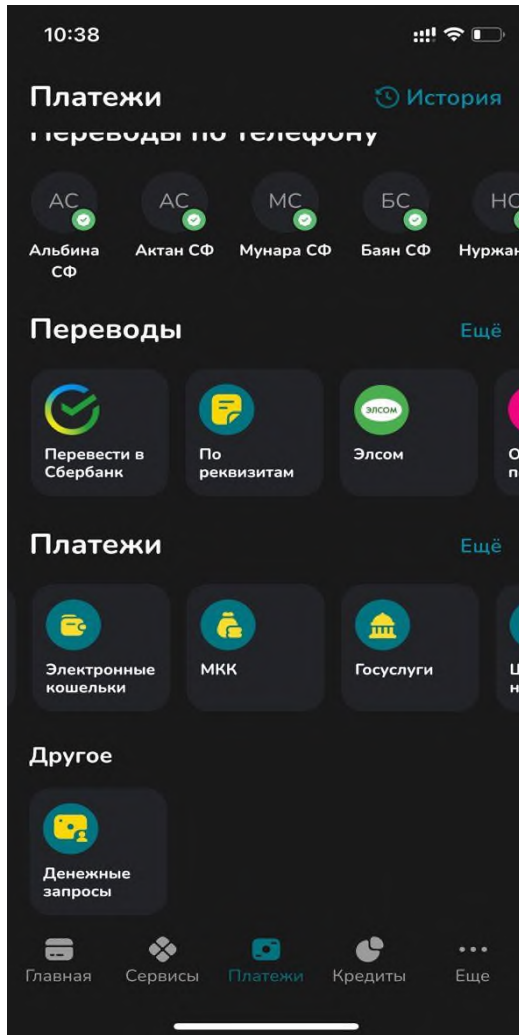 10:38
Платежи
История
Переводы по телефону
АС
АС
МС
БС
НС
Альбина СФ
Актан СФ
Мунара СФ
Баян СФ
Нуржан
Переводы
Ещё
ЭЛСОМ
Перевести в Сбербанк
По реквизитам
Элсом
Платежи
Ещё
Электронные кошельки
МКК
Госуслуги
Другое
Денежные запросы
Главная
Сервисы
Платежи
Кредиты
Еще